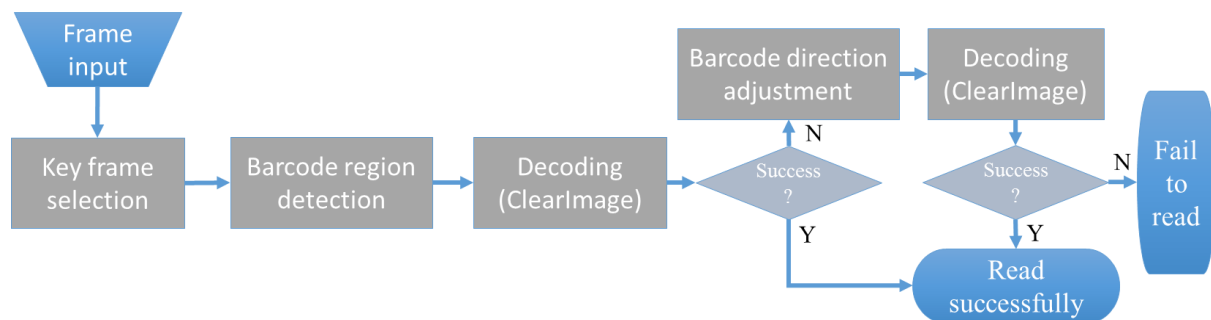 Frame
input
Key frame
selection
Barcode region
detection
Decoding
(ClearImage)
Success
?
N
Y
Barcode direction
adjustment
Decoding
(ClearImage)
Success
?
N
Y
Fail
to
read
Read
successfully